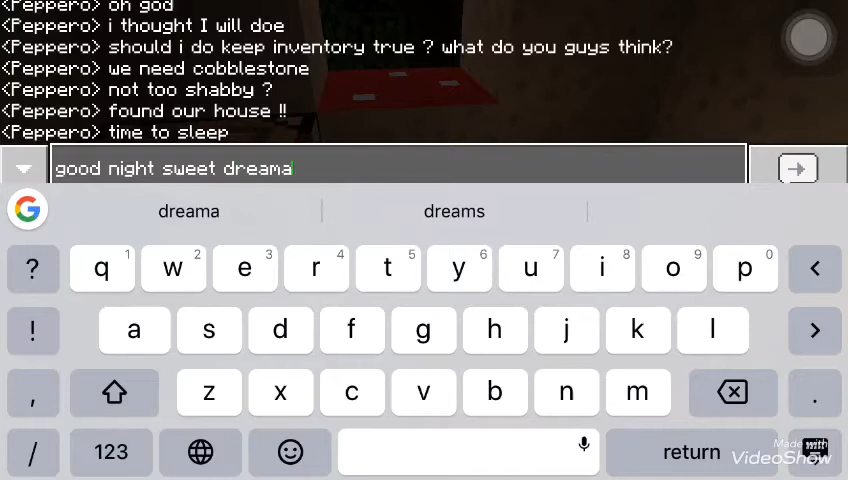 <Peppero> oh god
<Peppero> i thought I will doe
<Peppero> should i do keep inventory true ? what do you guys think?
<Peppero> we need cobblestone
<Peppero> not too shabby ?
<Peppero> found our house !!
<Peppero> time to sleep
good night sweet dreama
dreama dreams
? q 1 w 2 e 3 r 4 t 5 y 6 u 7 i 8 o 9 p 0 <
! a s d f g h j k l >
, z x c v b n m .
/ 123 return
Made with
VideoShow